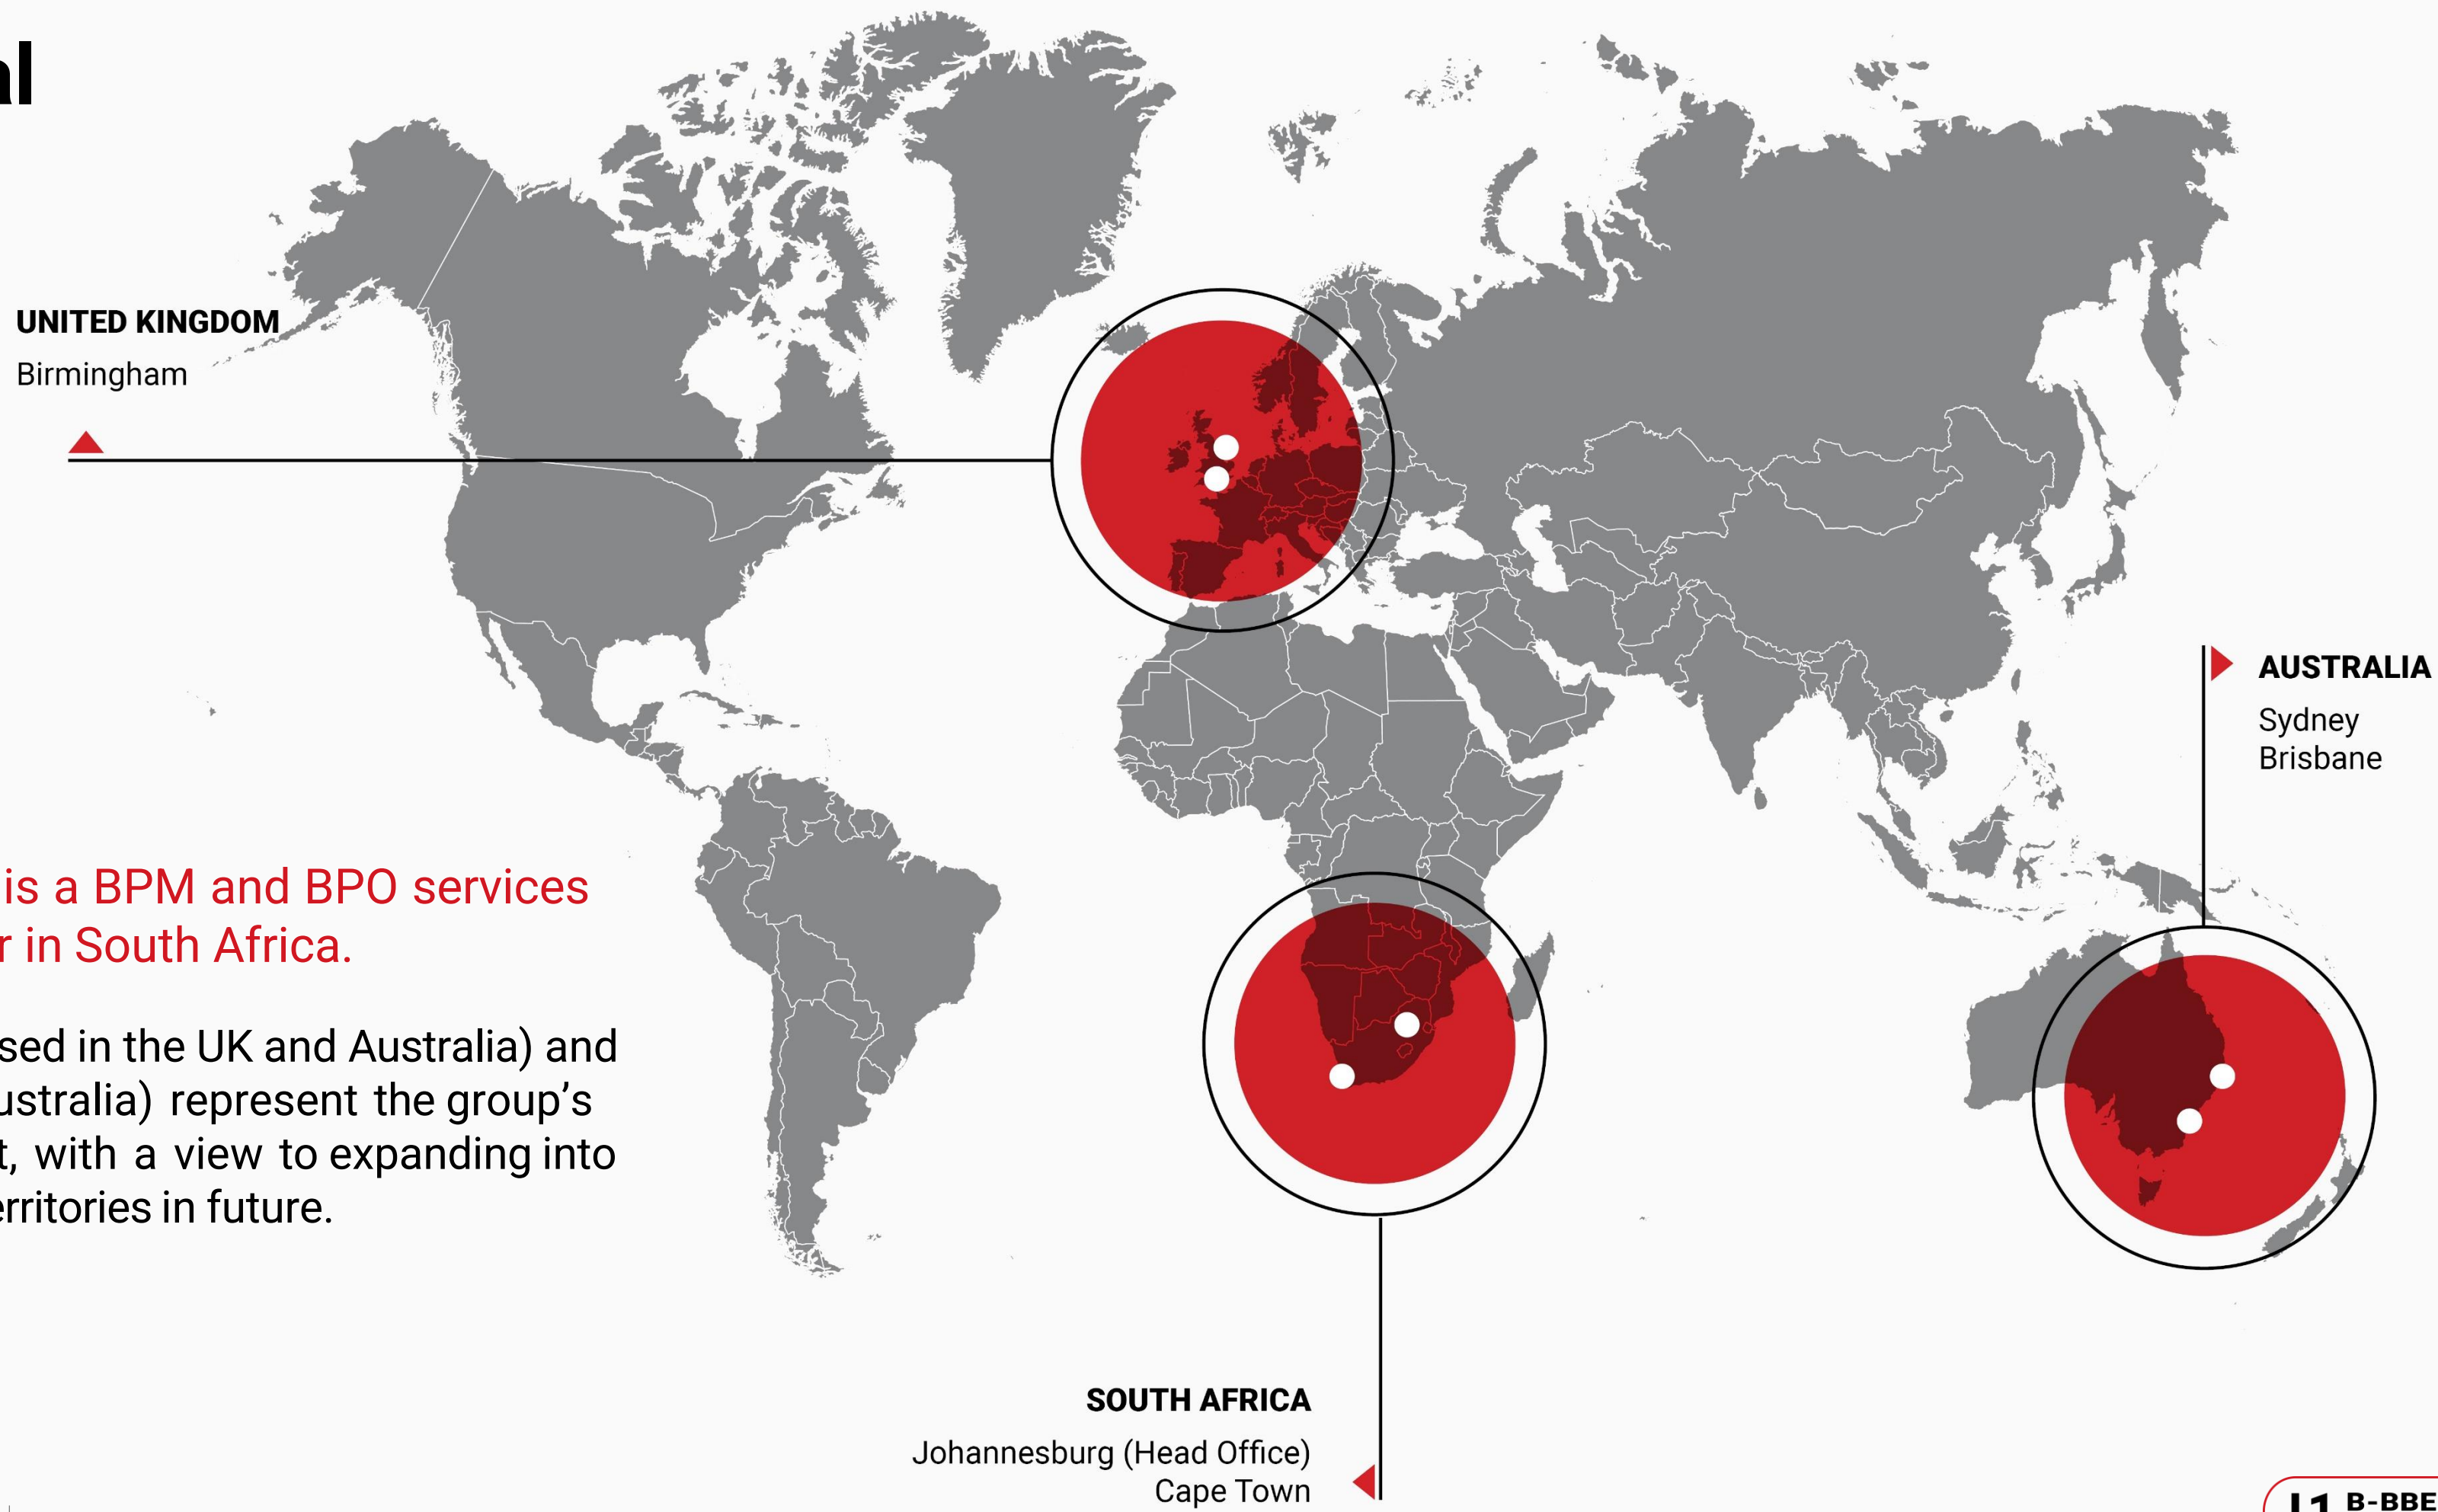 al
UNITED KINGDOM
Birmingham
AUSTRALIA
Sydney
Brisbane
is a BPM and BPO services
r in South Africa.
sed in the UK and Australia) and
ustralia) represent the group’s
t, with a view to expanding into
erritories in future.
SOUTH AFRICA
Johannesburg (Head Office)
Cape Town
B-BBE